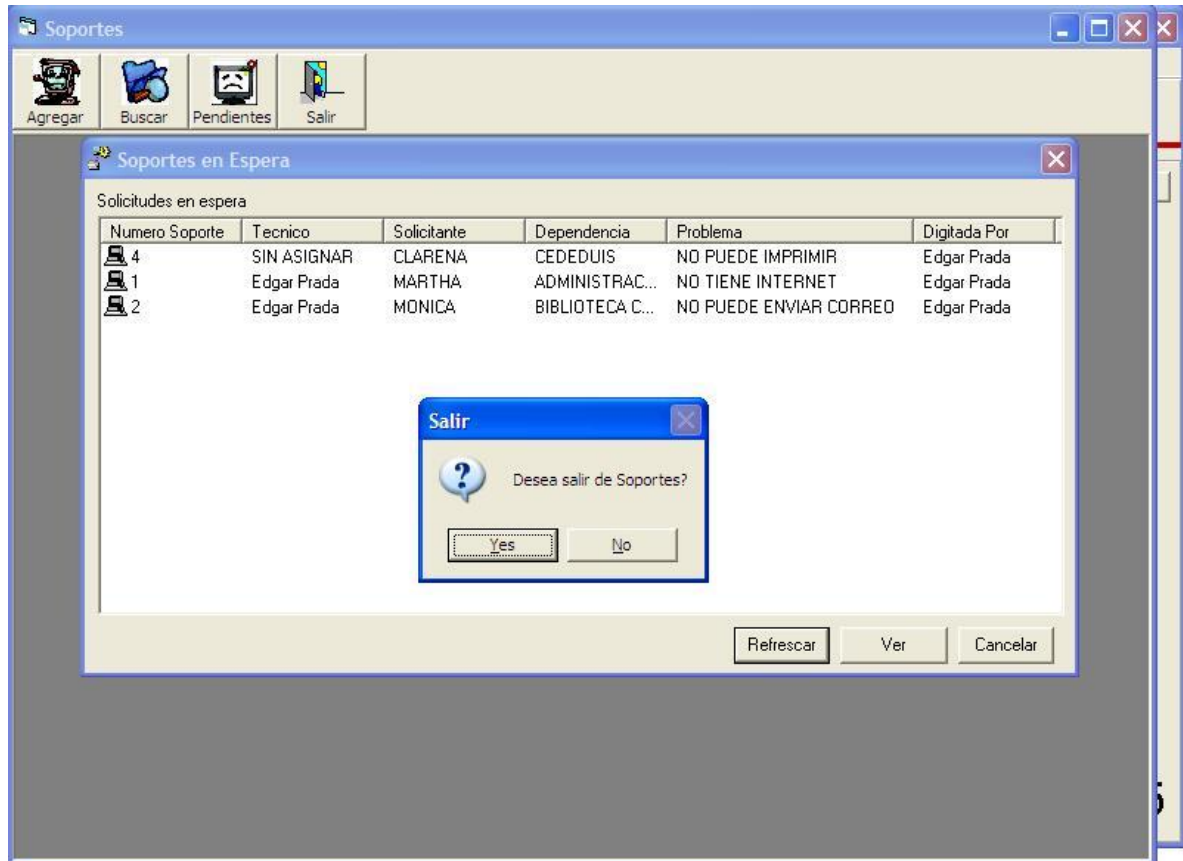 Soportes
Agregar Buscar Pendientes Salir
Soportes en Espera
Solicitudes en espera
Numero Soporte Tecnico Solicitante Dependencia Problema Digitada Por
4 SIN ASIGNAR CLARENA CEDEDUIS NO PUEDE IMPRIMIR Edgar Prada
1 Edgar Prada MARTHA ADMINISTRAC... NO TIENE INTERNET Edgar Prada
2 Edgar Prada MONICA BIBLIOTECA C... NO PUEDE ENVIAR CORREO Edgar Prada
Salir
Desea salir de Soportes?
Yes No
Refrescar Ver Cancelar